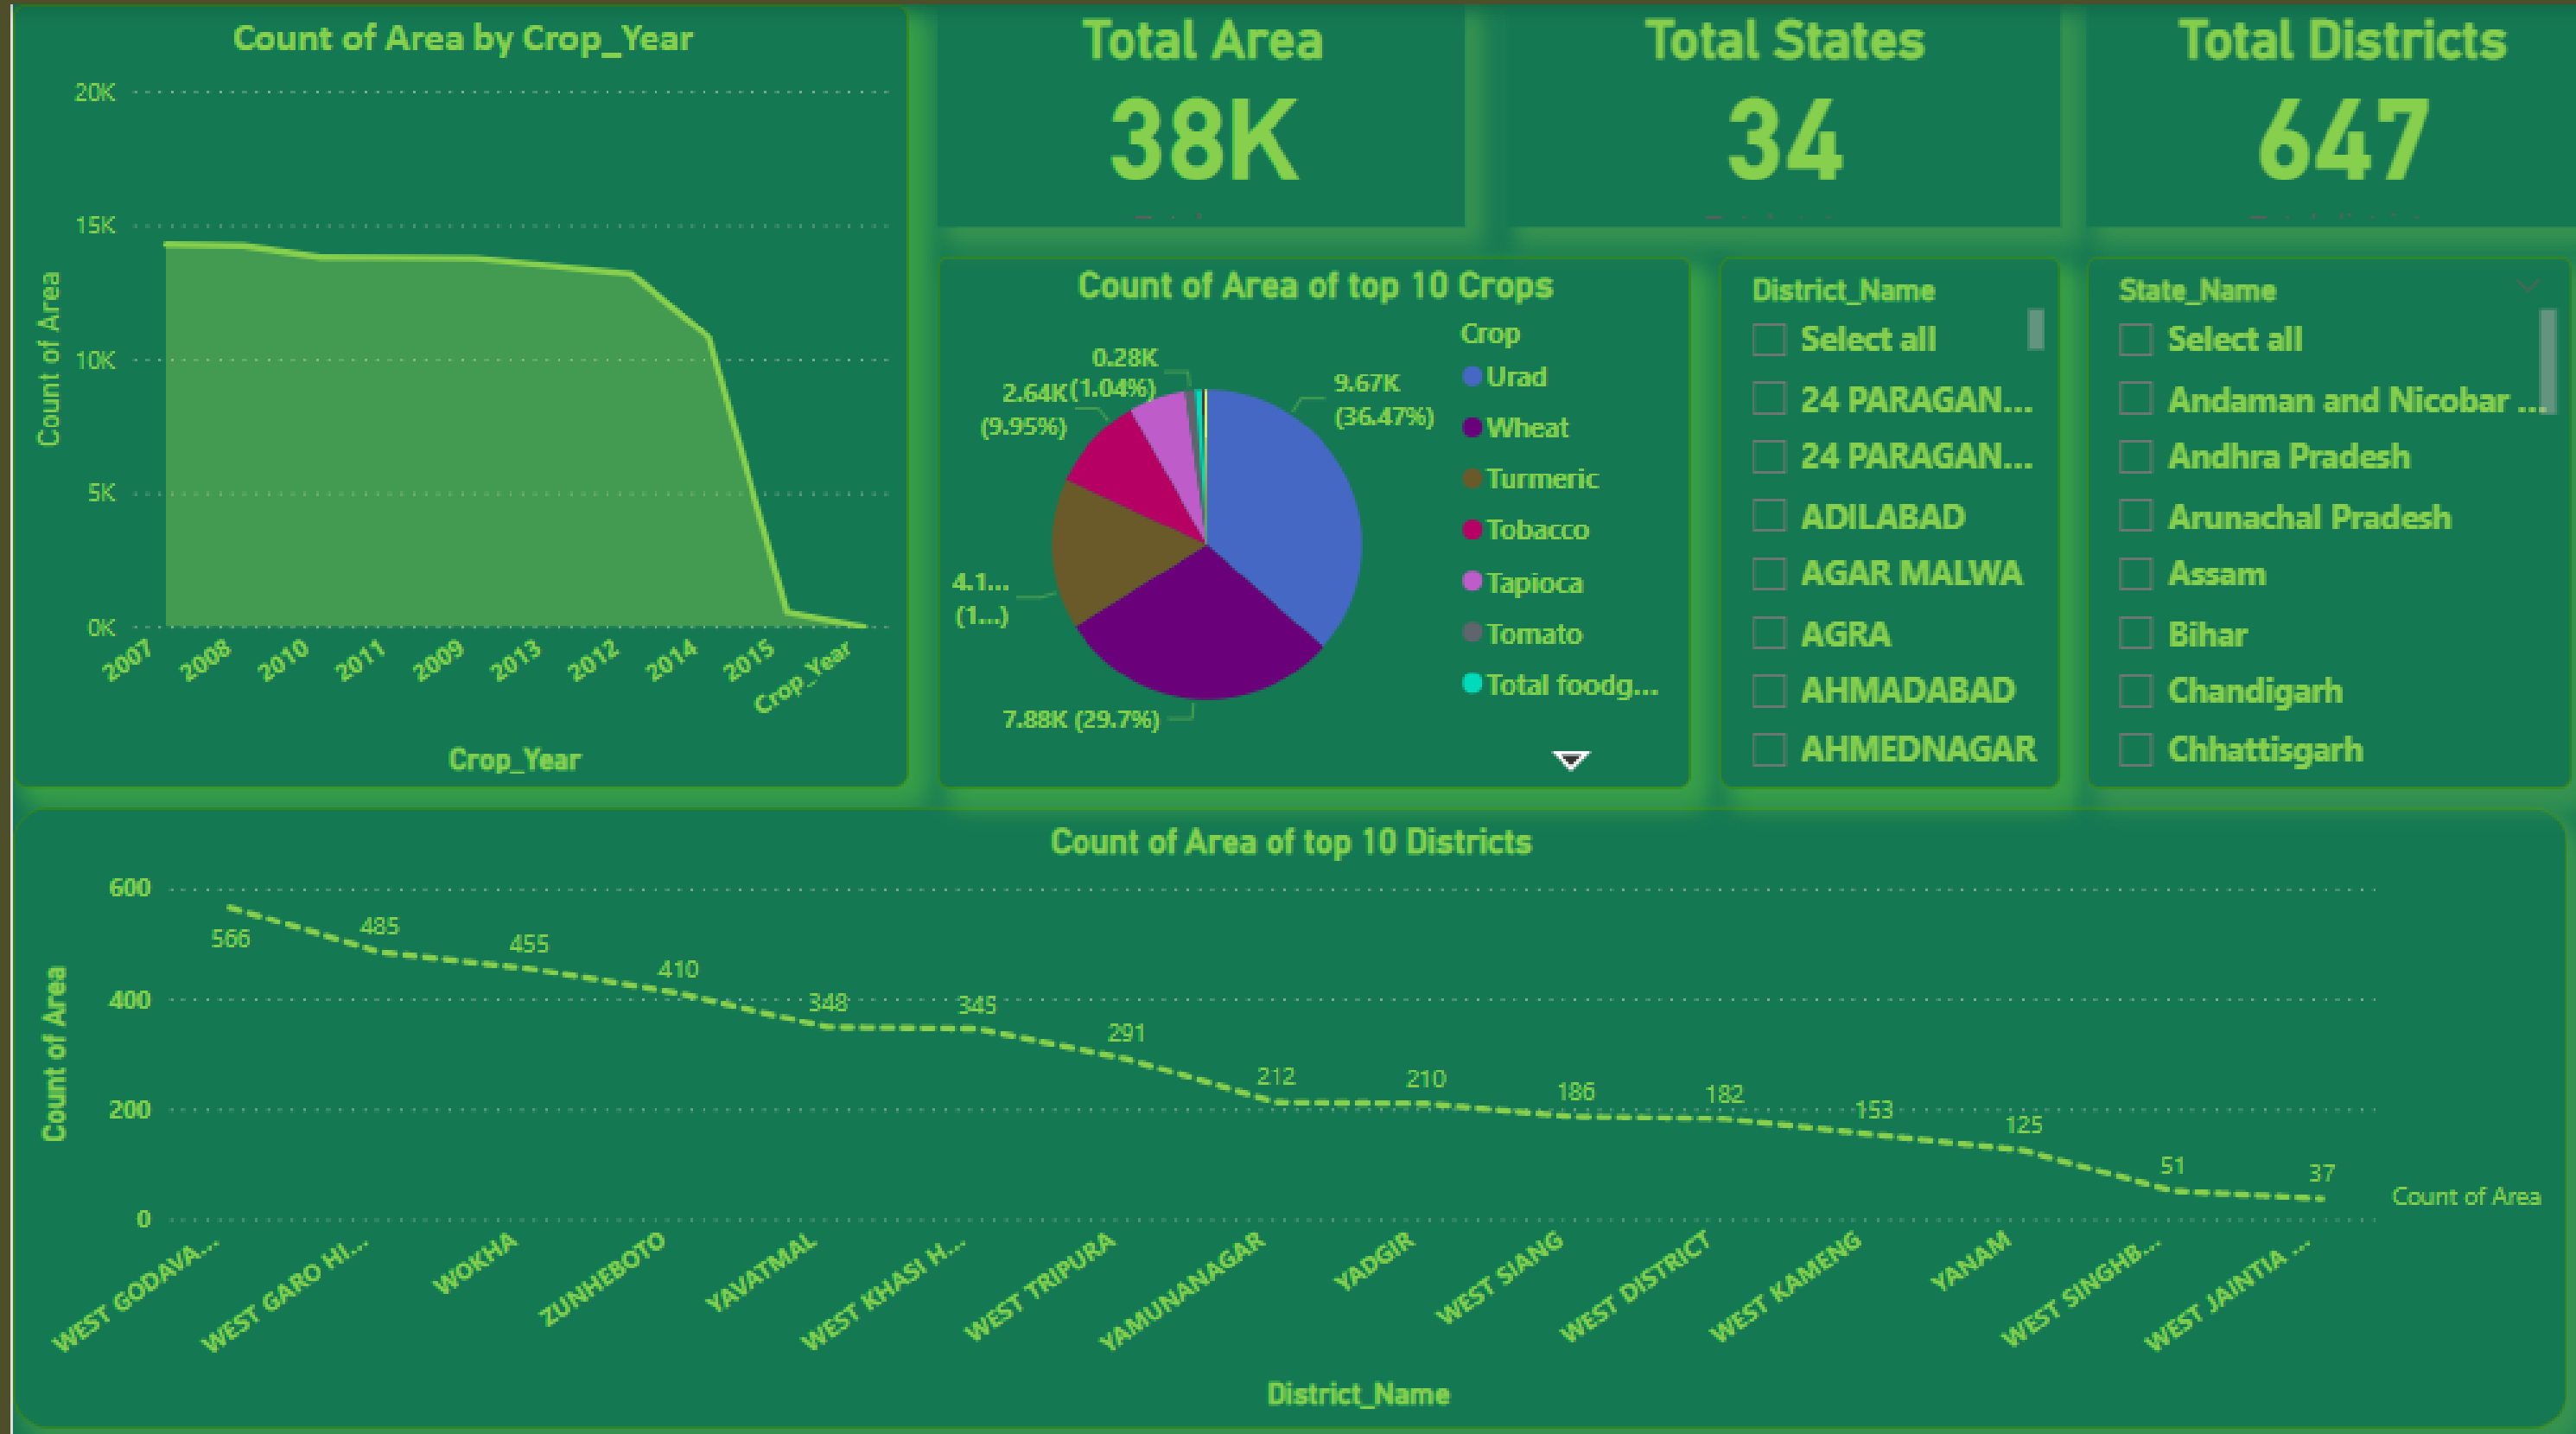 Count of Area by Crop_Year
20K
15K
10K
5K
0K
Count of Area
2007
2008
2010
2011
2009
2013
2012
2014
2015
Crop_Year
Crop_Year
Total Area
38K
Total States
34
Total Districts
647
Count of Area of top 10 Crops
0.28K
(1.04%)
2.64K
(9.95%)
9.67K
(36.47%)
4.1...
(1...)
7.88K (29.7%)
Crop
Urad
Wheat
Turmeric
Tobacco
Tapioca
Tomato
Total foodg...
District_Name
Select all
24 PARAGAN...
24 PARAGAN...
ADILABAD
AGAR MALWA
AGRA
AHMADABAD
AHMEDNAGAR
State_Name
Select all
Andaman and Nicobar ...
Andhra Pradesh
Arunachal Pradesh
Assam
Bihar
Chandigarh
Chhattisgarh
Count of Area of top 10 Districts
600
400
200
0
Count of Area
566
485
455
410
348
345
291
212
210
186
182
153
125
51
37
Count of Area
WEST GODAVA...
WEST GARO HI...
WOKHA
ZUNHEBOTO
YAVATMAL
WEST KHASI H...
WEST TRIPURA
YAMUNANAGAR
YADGIR
WEST SIANG
WEST DISTRICT
WEST KAMENG
YANAM
WEST SINGHB...
WEST JAINTIA ...
District_Name